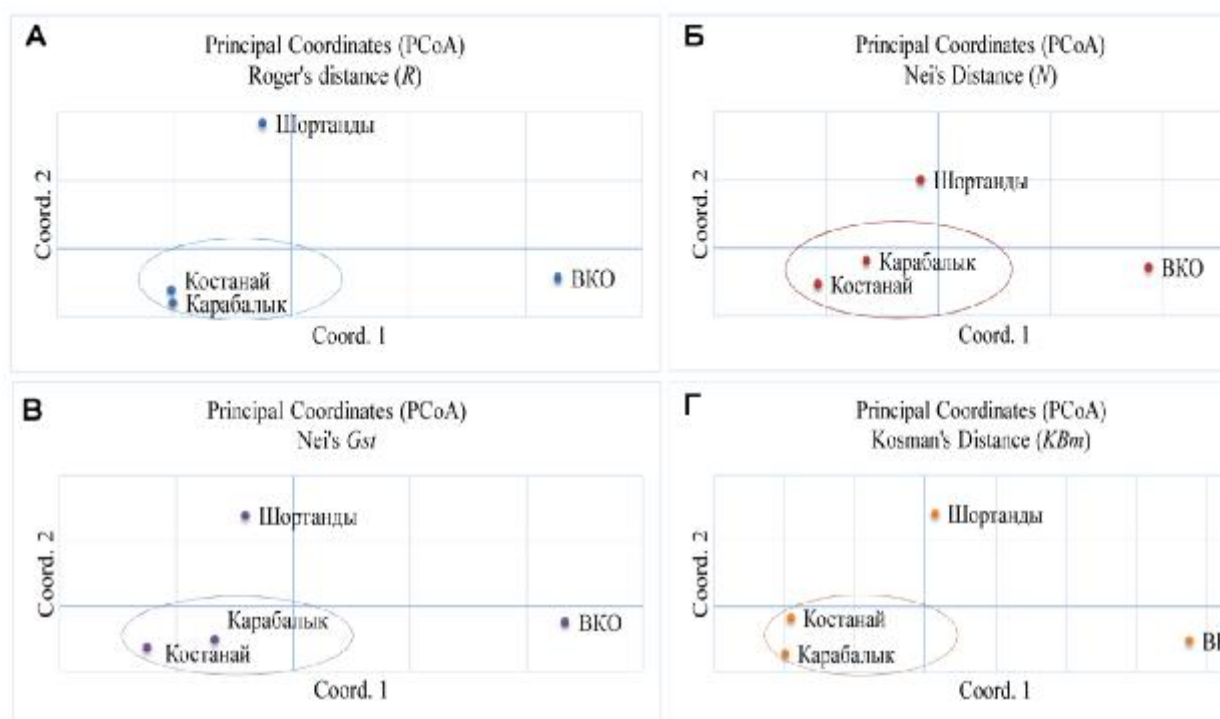 А
Principal Coordinates (PCoA)
Roger's distance (R)
Шортанды
Костанай
Карабалык
ВКО
Coord. 2
Coord. 1
Б
Principal Coordinates (PCoA)
Nei's Distance (N)
Шортанды
Карабалык
Костанай
ВКО
Coord. 2
Coord. 1
В
Principal Coordinates (PCoA)
Nei's Gst
Шортанды
Карабалык
Костанай
ВКО
Coord. 2
Coord. 1
Г
Principal Coordinates (PCoA)
Kosman's Distance (KBm)
Шортанды
Костанай
Карабалык
Coord. 2
Coord. 1